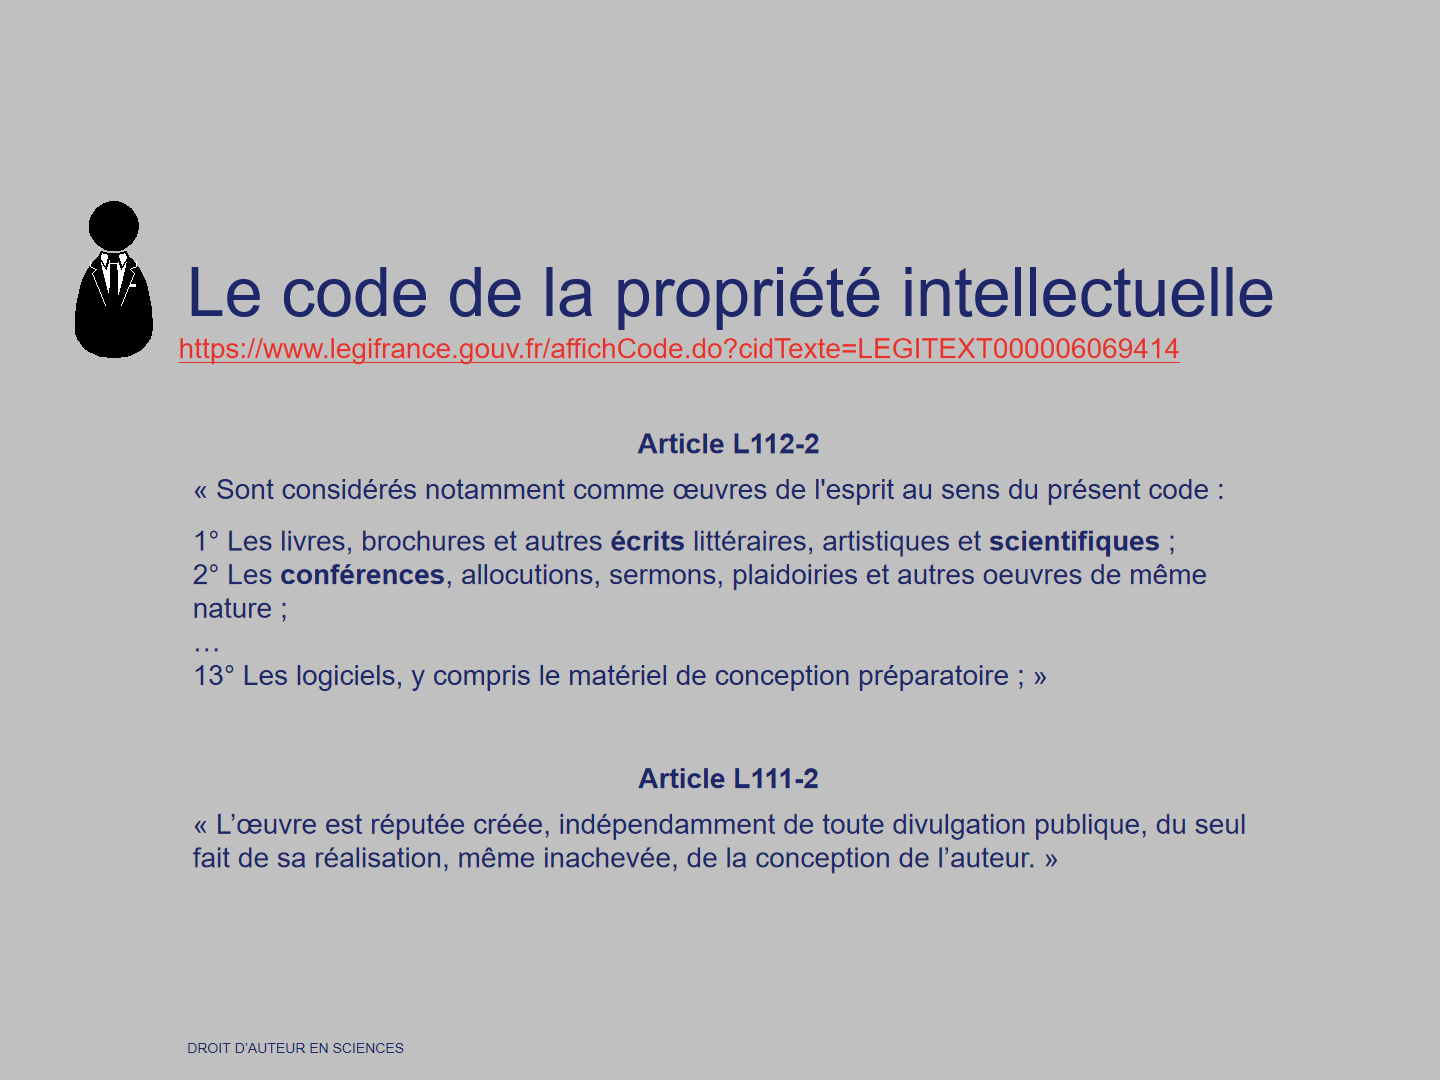 Le code de la propriété intellectuelle
https://www.legifrance.gouv.fr/affichCode.do?cidTexte=LEGITEXT000006069414
Article L112-2
« Sont considérés notamment comme œuvres de l'esprit au sens du présent code :
1° Les livres, brochures et autres écrits littéraires, artistiques et scientifiques ;
2° Les conférences, allocutions, sermons, plaidoiries et autres oeuvres de même
nature ;
…
13° Les logiciels, y compris le matériel de conception préparatoire ; »
Article L111-2
« L’œuvre est réputée créée, indépendamment de toute divulgation publique, du seul
fait de sa réalisation, même inachevée, de la conception de l’auteur. »
DROIT D’AUTEUR EN SCIENCES